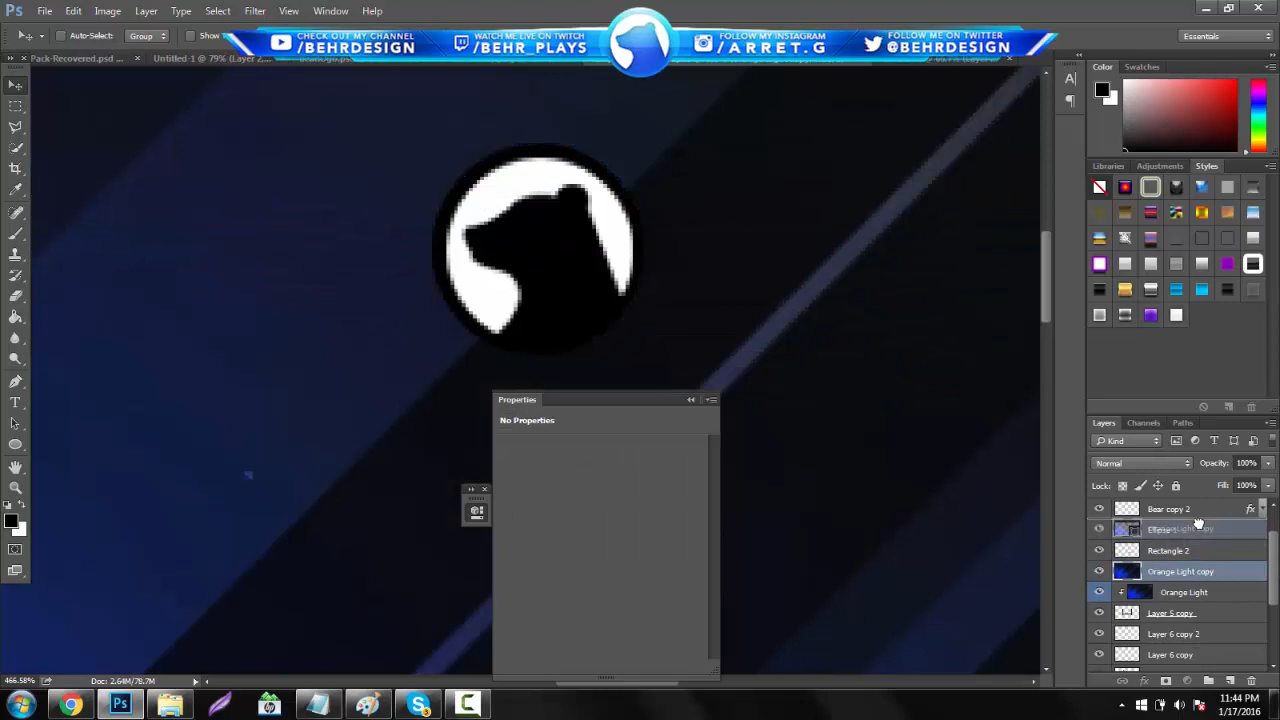 Ps File Edit Image Layer Type Select Filter View Window Help
Auto-Select: Group Show
CHECK OUT MY CHANNEL
/BEHRDESIGN
WATCH ME LIVE ON TWITCH
/BEHR_PLAYS
FOLLOW MY INSTAGRAM
/ARRET.G
FOLLOW ME ON TWITTER
@BEHRDESIGN
Essentials
Pack-Recovered.psd ...
Untitled-1 @ 79% (Layer 2...
Color Swatches
Libraries Adjustments Styles
Properties
No Properties
Layers Channels Paths
Kind
Normal Opacity: 100%
Lock: Fill: 100%
Bear copy 2 fx
Rectangle 2
Orange Light copy
Orange Light
Layer 5 copy
Layer 6 copy 2
Layer 6 copy
466.58% Doc: 2.64M/78.7M
Ps
11:44 PM
1/17/2016